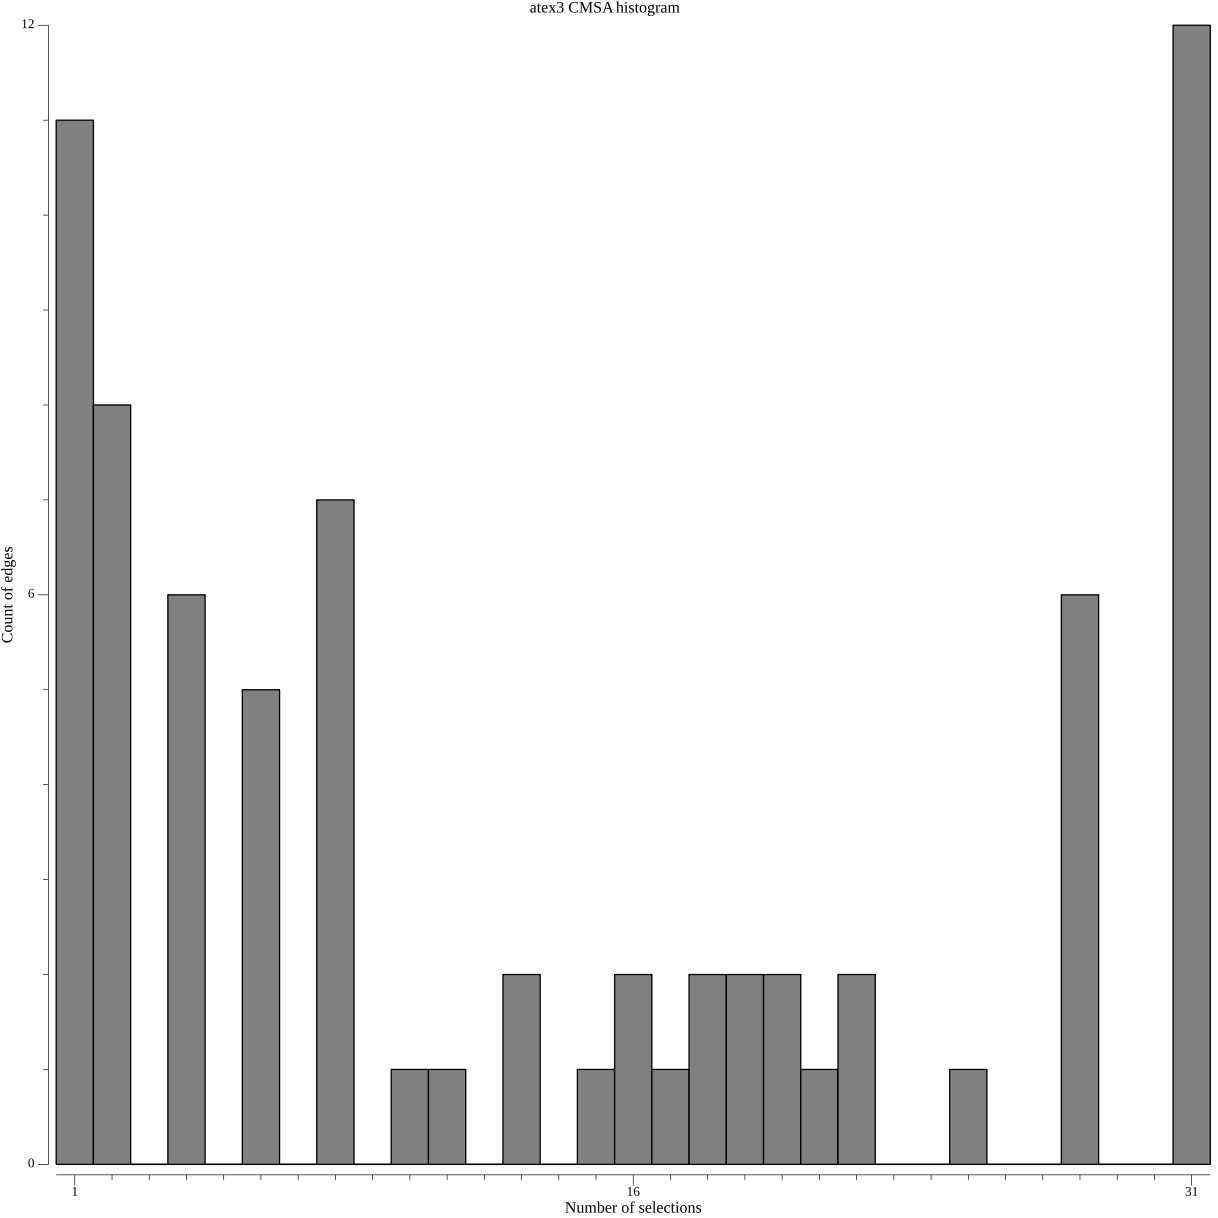 atex3 CMSA histogram
12
6
0
Count of edges
1
16
31
Number of selections